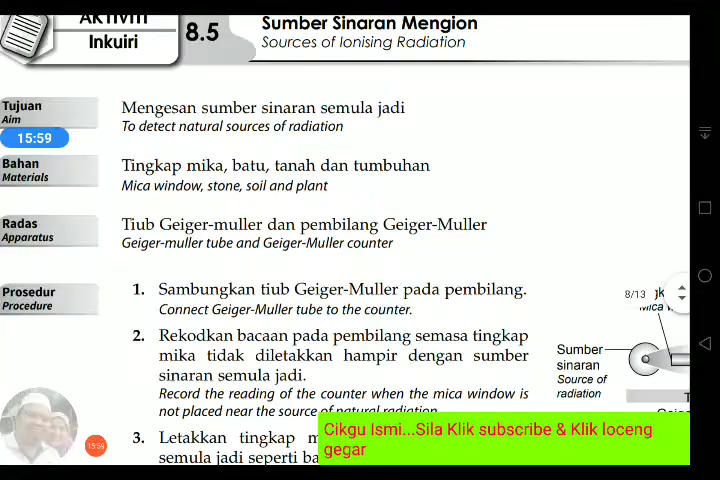 AKTIVITI
Inkuiri
8.5
Sumber Sinaran Mengion
Sources of Ionising Radiation
Tujuan
Aim
Mengesan sumber sinaran semula jadi
To detect natural sources of radiation
15:59
Bahan
Materials
Tingkap mika, batu, tanah dan tumbuhan
Mica window, stone, soil and plant
Radas
Apparatus
Tiub Geiger-muller dan pembilang Geiger-Muller
Geiger-muller tube and Geiger-Muller counter
Prosedur
Procedure
1. Sambungkan tiub Geiger-Muller pada pembilang.
Connect Geiger-Muller tube to the counter.
2. Rekodkan bacaan pada pembilang semasa tingkap
mika tidak diletakkan hampir dengan sumber
sinaran semula jadi.
Record the reading of the counter when the mica window is
not placed near the source of natural radiation
3. Letakkan tingkap
semula jadi seperti
8/13
Sumber
sinaran
Source of
radiation
15:59
Cikgu Ismi...Sila Klik subscribe & Klik loceng
gegar